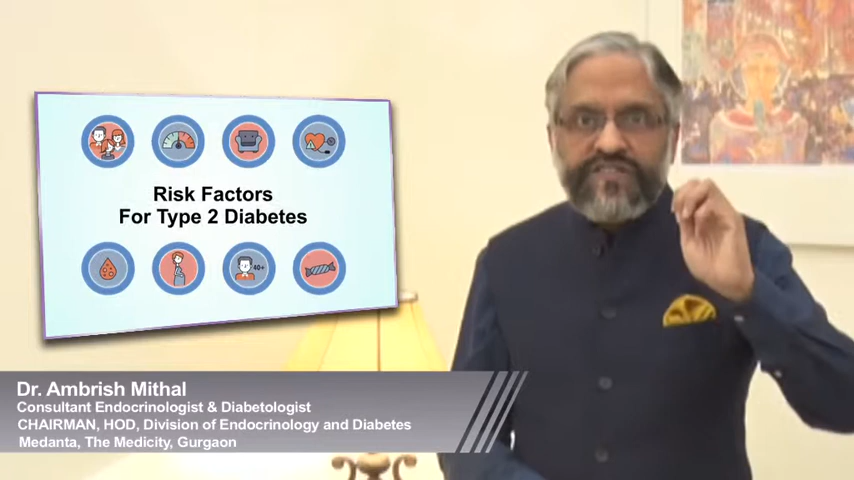 Risk Factors
For Type 2 Diabetes
40+
Dr. Ambrish Mithal
Consultant Endocrinologist & Diabetologist
CHAIRMAN, HOD, Division of Endocrinology and Diabetes
Medanta, The Medicity, Gurgaon